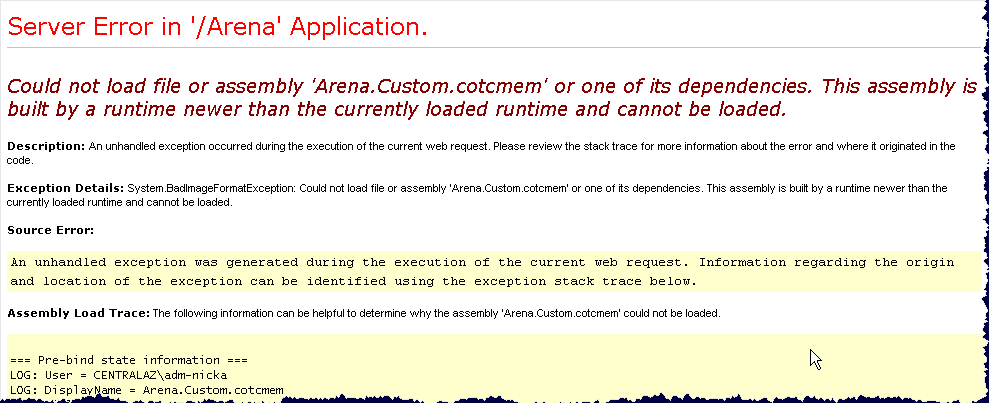 Server Error in '/Arena' Application.
Could not load file or assembly 'Arena.Custom.cotcmem' or one of its dependencies. This assembly is
built by a runtime newer than the currently loaded runtime and cannot be loaded.
Description: An unhandled exception occurred during the execution of the current web request. Please review the stack trace for more information about the error and where it originated in the
code.
Exception Details: System.BadImageFormatException: Could not load file or assembly 'Arena.Custom.cotcmem' or one of its dependencies. This assembly is built by a runtime newer than the
currently loaded runtime and cannot be loaded.
Source Error:
An unhandled exception was generated during the execution of the current web request. Information regarding the origin
and location of the exception can be identified using the exception stack trace below.
Assembly Load Trace: The following information can be helpful to determine why the assembly 'Arena.Custom.cotcmem' could not be loaded.
=== Pre-bind state information ===
LOG: User = CENTRALAZ\adm-nicka
LOG: DisplayName = Arena.Custom.cotcmem